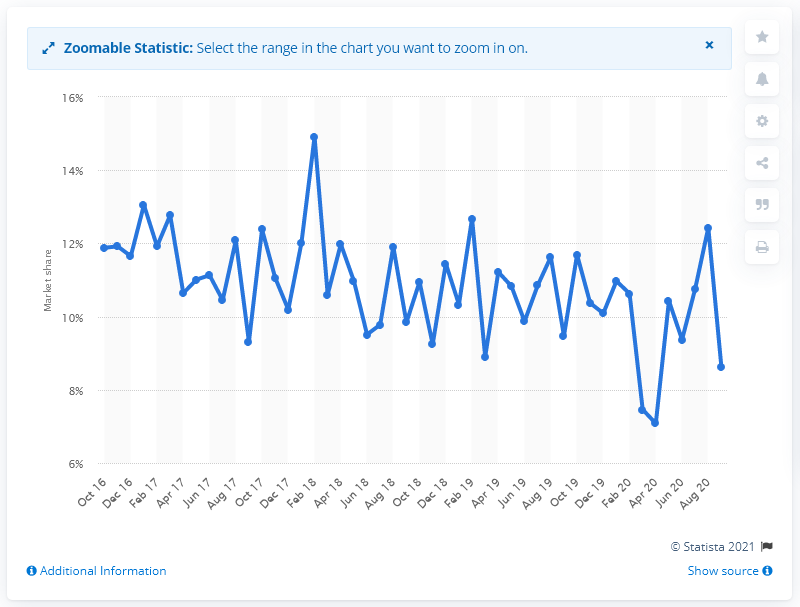 Zoomable Statistic: Select the range in the chart you want to zoom in on.
×
16%
14%
12%
10%
8%
6%
Market share
Oct 16
Dec 16
Feb 17
Apr 17
Jun 17
Aug 17
Oct 17
Dec 17
Feb 18
Apr 18
Jun 18
Aug 18
Oct 18
Dec 18
Feb 19
Apr 19
Jun 19
Aug 19
Oct 19
Dec 19
Feb 20
Apr 20
Jun 20
Aug 20
© Statista 2021
Additional Information
Show source